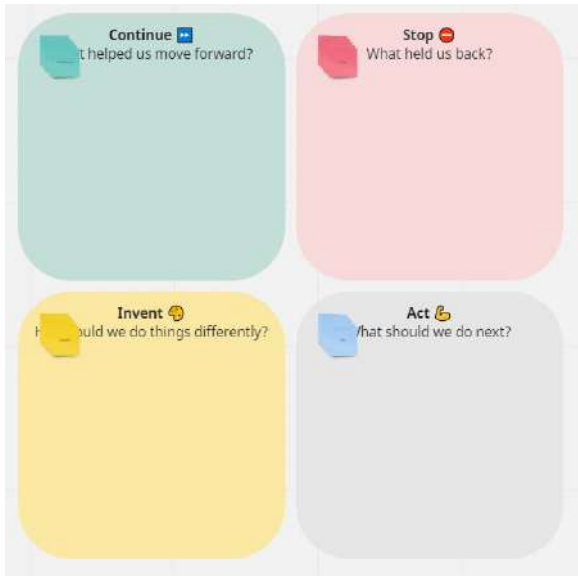 Continue ⏩
t helped us move forward?
Stop ⛔
What held us back?
Invent 🎨
H uld we do things differently?
Act 💪
hat should we do next?